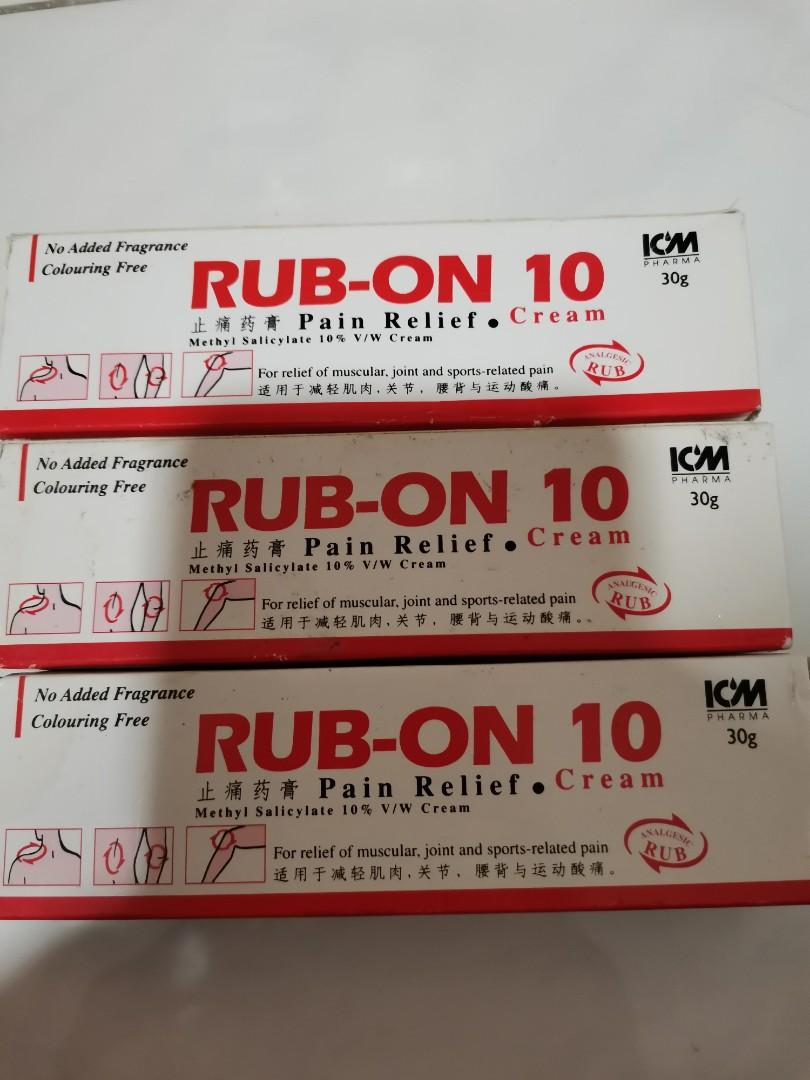 No Added Fragrance
Colouring Free
RUB-ON 10
止痛药膏 Pain Relief • Cream
Methyl Salicylate 10% V/W Cream
For relief of muscular, joint and sports-related pain
适用于减轻肌肉,关节, 腰背与运动酸痛。
ANALGESIC
RUB
ICM
PHARMA
30g
No Added Fragrance
Colouring Free
RUB-ON 10
止痛药膏 Pain Relief • Cream
Methyl Salicylate 10% V/W Cream
For relief of muscular, joint and sports-related pain
适用于减轻肌肉,关节, 腰背与运动酸痛。
ANALGESIC
RUB
ICM
PHARMA
30g
No Added Fragrance
Colouring Free
RUB-ON 10
止痛药膏 Pain Relief • Cream
Methyl Salicylate 10% V/W Cream
For relief of muscular, joint and sports-related pain
适用于减轻肌肉,关节, 腰背与运动酸痛。
ANALGESIC
RUB
ICM
PHARMA
30g